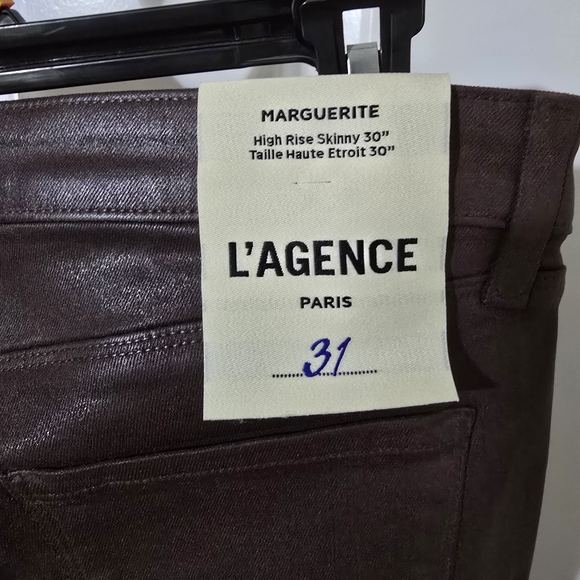 MARGUERITE
High Rise Skinny 30"
Taille Haute Etroit 30"
L'AGENCE
PARIS
31